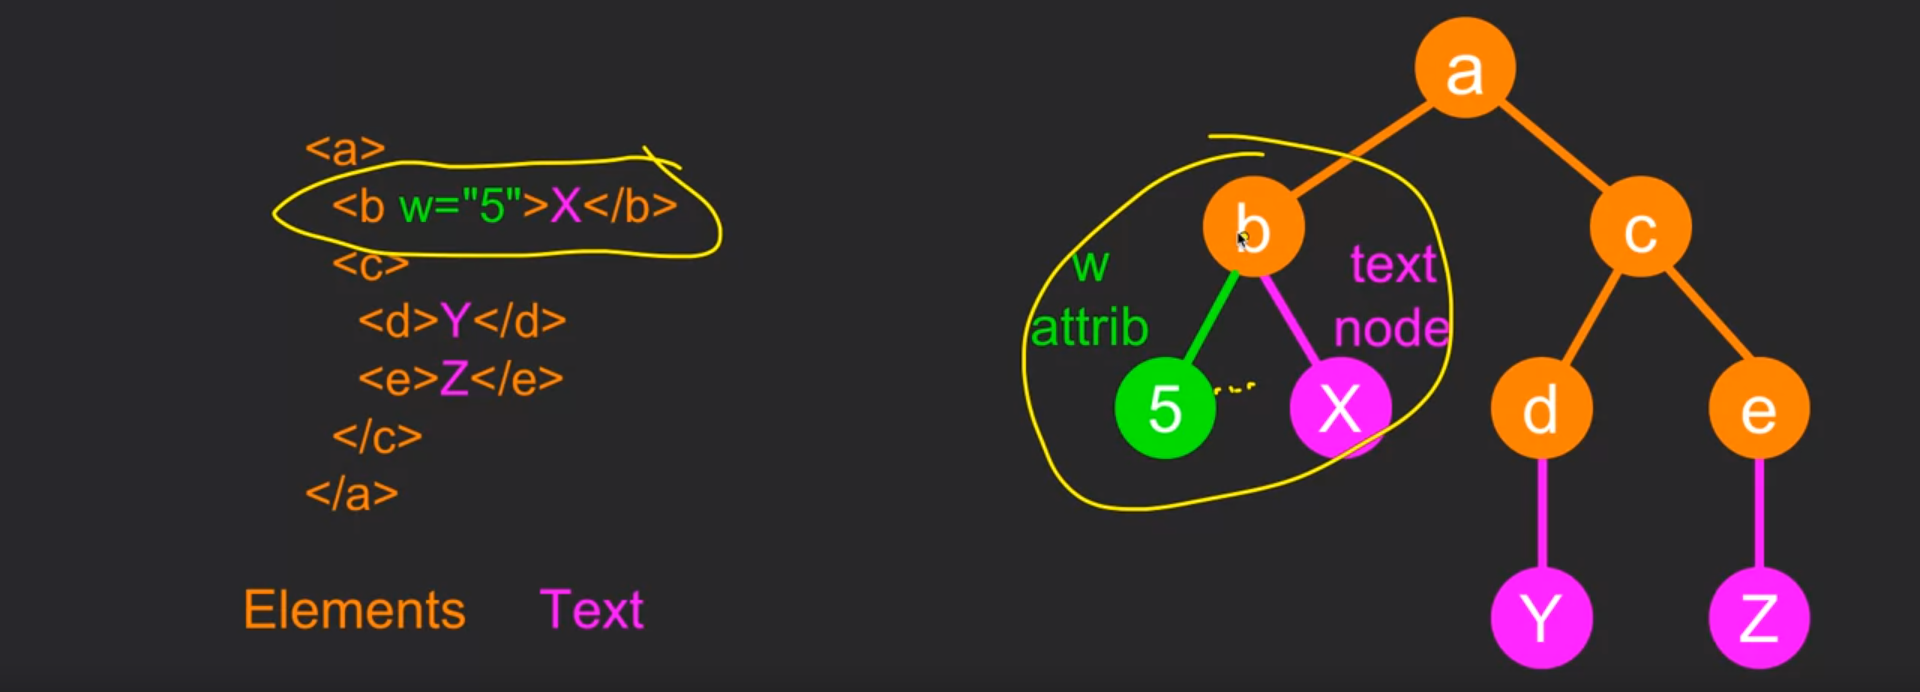 <a>
<b w="5">X</b>
<c>
<d>Y</d>
<e>Z</e>
</c>
</a>
Elements Text
a
b c
w text
attrib node
5 X d e
Y Z